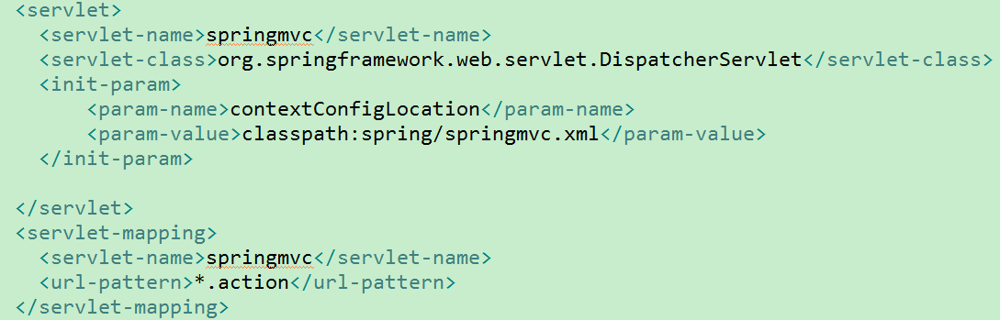 <servlet>
<servlet-name>springmvc</servlet-name>
<servlet-class>org.springframework.web.servlet.DispatcherServlet</servlet-class>
<init-param>
<param-name>contextConfigLocation</param-name>
<param-value>classpath:spring/springmvc.xml</param-value>
</init-param>
</servlet>
<servlet-mapping>
<servlet-name>springmvc</servlet-name>
<url-pattern>*.action</url-pattern>
</servlet-mapping>